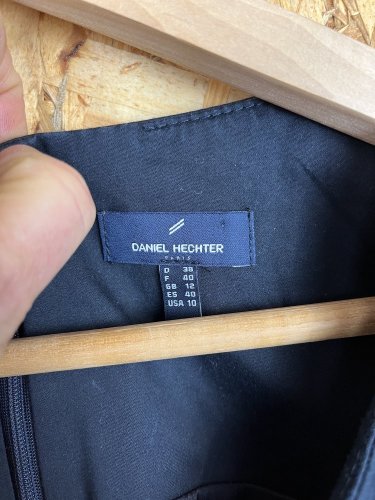 DANIEL HECHTER
PARIS
D 38
F 40
GB 12
ES 40
USA 10